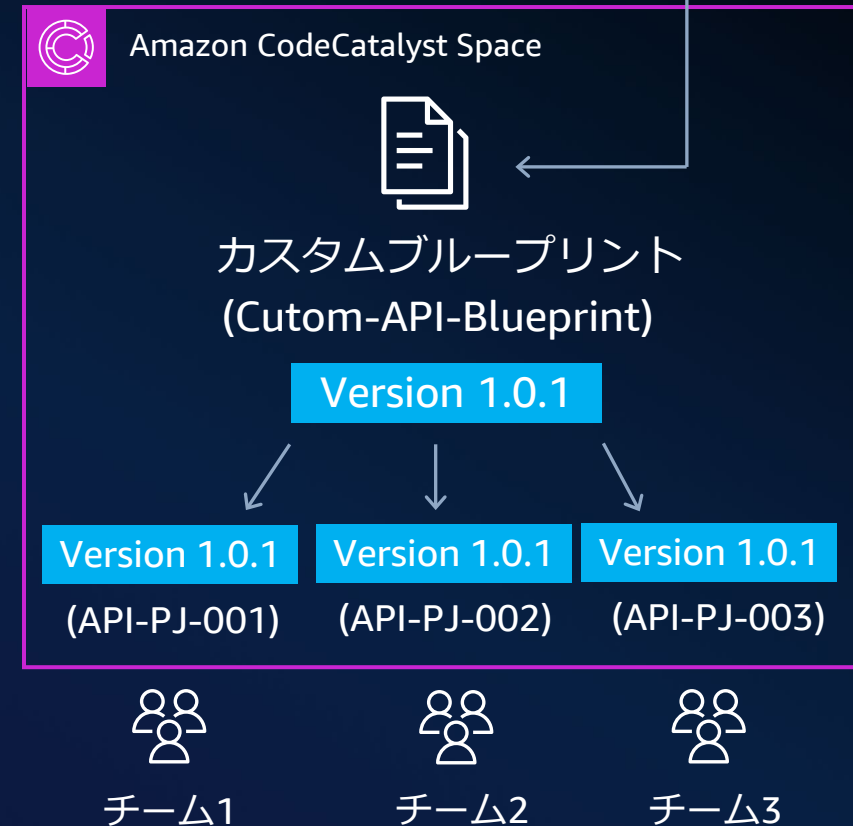 Amazon CodeCatalyst Space
カスタムブループリント
(Cutom-API-Blueprint)
Version 1.0.1
Version 1.0.1 Version 1.0.1 Version 1.0.1
(API-PJ-001) (API-PJ-002) (API-PJ-003)
チーム1 チーム2 チーム3